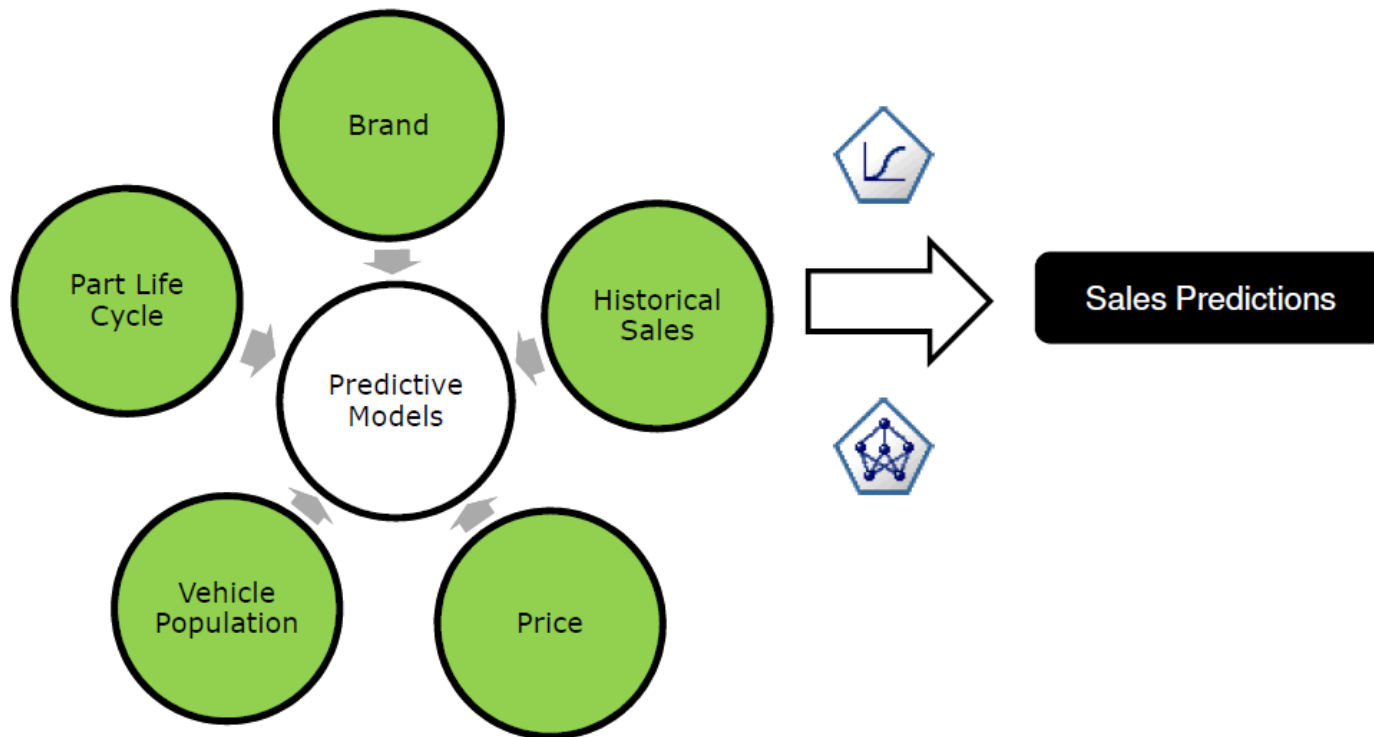 Brand
Part Life
Cycle
Historical
Sales
Predictive
Models
Vehicle
Population
Price
Sales Predictions